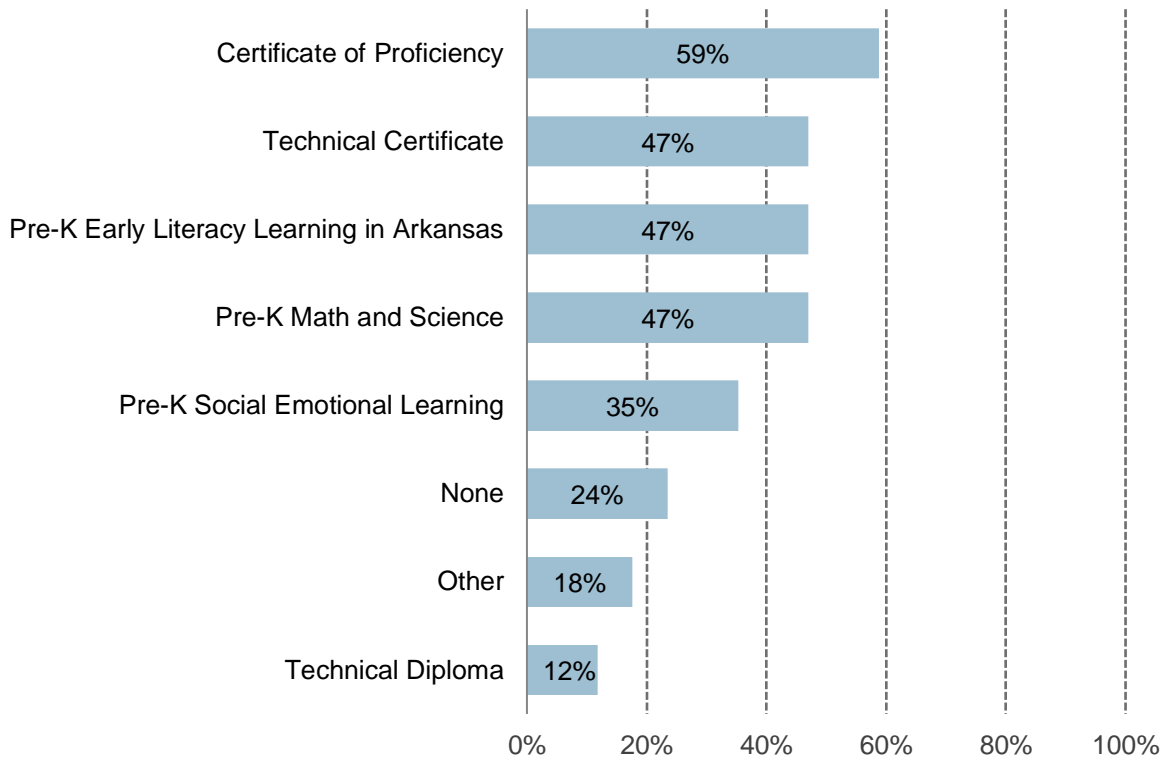 Certificate of Proficiency 59%
Technical Certificate 47%
Pre-K Early Literacy Learning in Arkansas 47%
Pre-K Math and Science 47%
Pre-K Social Emotional Learning 35%
None 24%
Other 18%
Technical Diploma 12%
0% 20% 40% 60% 80% 100%